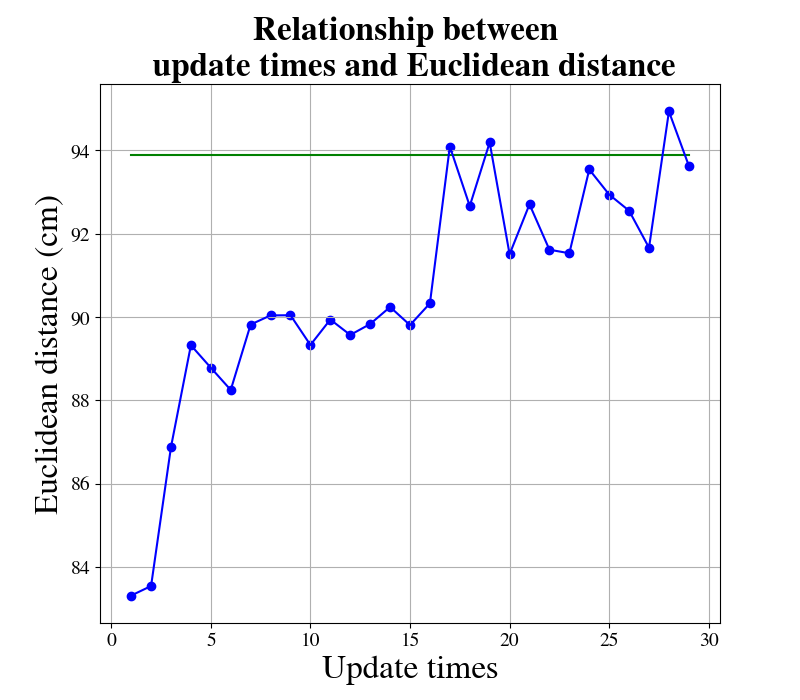 Relationship between
update times and Euclidean distance
Euclidean distance (cm)
94
92
90
88
86
84
0 5 10 15 20 25 30
Update times